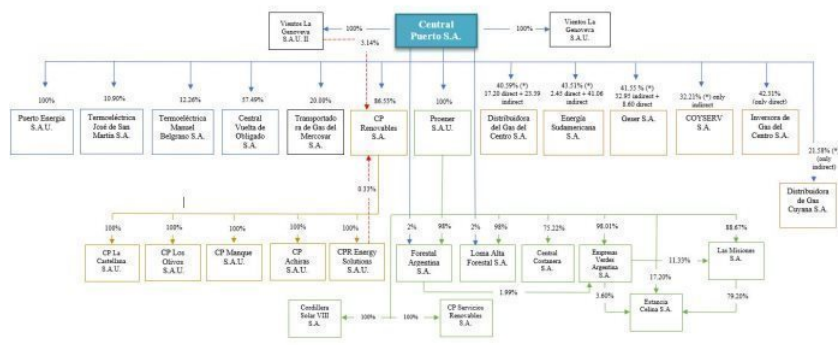 Vientos La
Genoveva
S.A.U. II
100%
Central
Puerto S.A.
100%
Vientos La
Genoveva
S.A.U.
3.14%
100%
10.90%
12.26%
57.49%
20.00%
86.55%
100%
40.59% (*)
17.20 direct + 23.39
indirect
43.51% (*)
2.45 direct + 41.06
indirect
41.55 % (*)
32.95 indirect +
8.60 direct
32.21% (*) only
indirect
42.31%
(only direct)
21.58% (*)
(only
indirect)
Puerto Energía
S.A.U.
Termoeléctrica
José de San
Martín S.A.
Termoeléctrica
Manuel
Belgrano S.A.
Central
Vuelta de
Obligado S.A.
Transportado
ra de Gas del
Mercosur S.A.
CP
Renovables
S.A.
Proener
S.A.U.
Distribuidora
del Gas del
Centro S.A.
Energía
Sudamericana
S.A.
Geser S.A.
COYSERV S.A.
Inversora de
Gas del Centro
S.A.
Distribuidora
de Gas
Cuyana S.A.
100%
100%
100%
100%
100%
2%
98%
2%
98%
75.22%
98.01%
88.67%
CP La
Castellana
S.A.U.
CP Los
Olivos S.A.U.
CP Manque
S.A.U.
CP
Achiras
S.A.U.
CPR Energy
Solutions
S.A.U.
Forestal
Argentina
S.A.
Loma Alta
Forestal S.A.
Central
Costanera
S.A.
Empresas
Verdes
Argentina
S.A.
11.33%
Las Misiones
S.A.
1.99%
17.20%
3.60%
79.20%
Estancia
Celina S.A.
Cordillera
Solar VIII
S.A.
100%
100%
CP Servicios
Renovables
S.A.